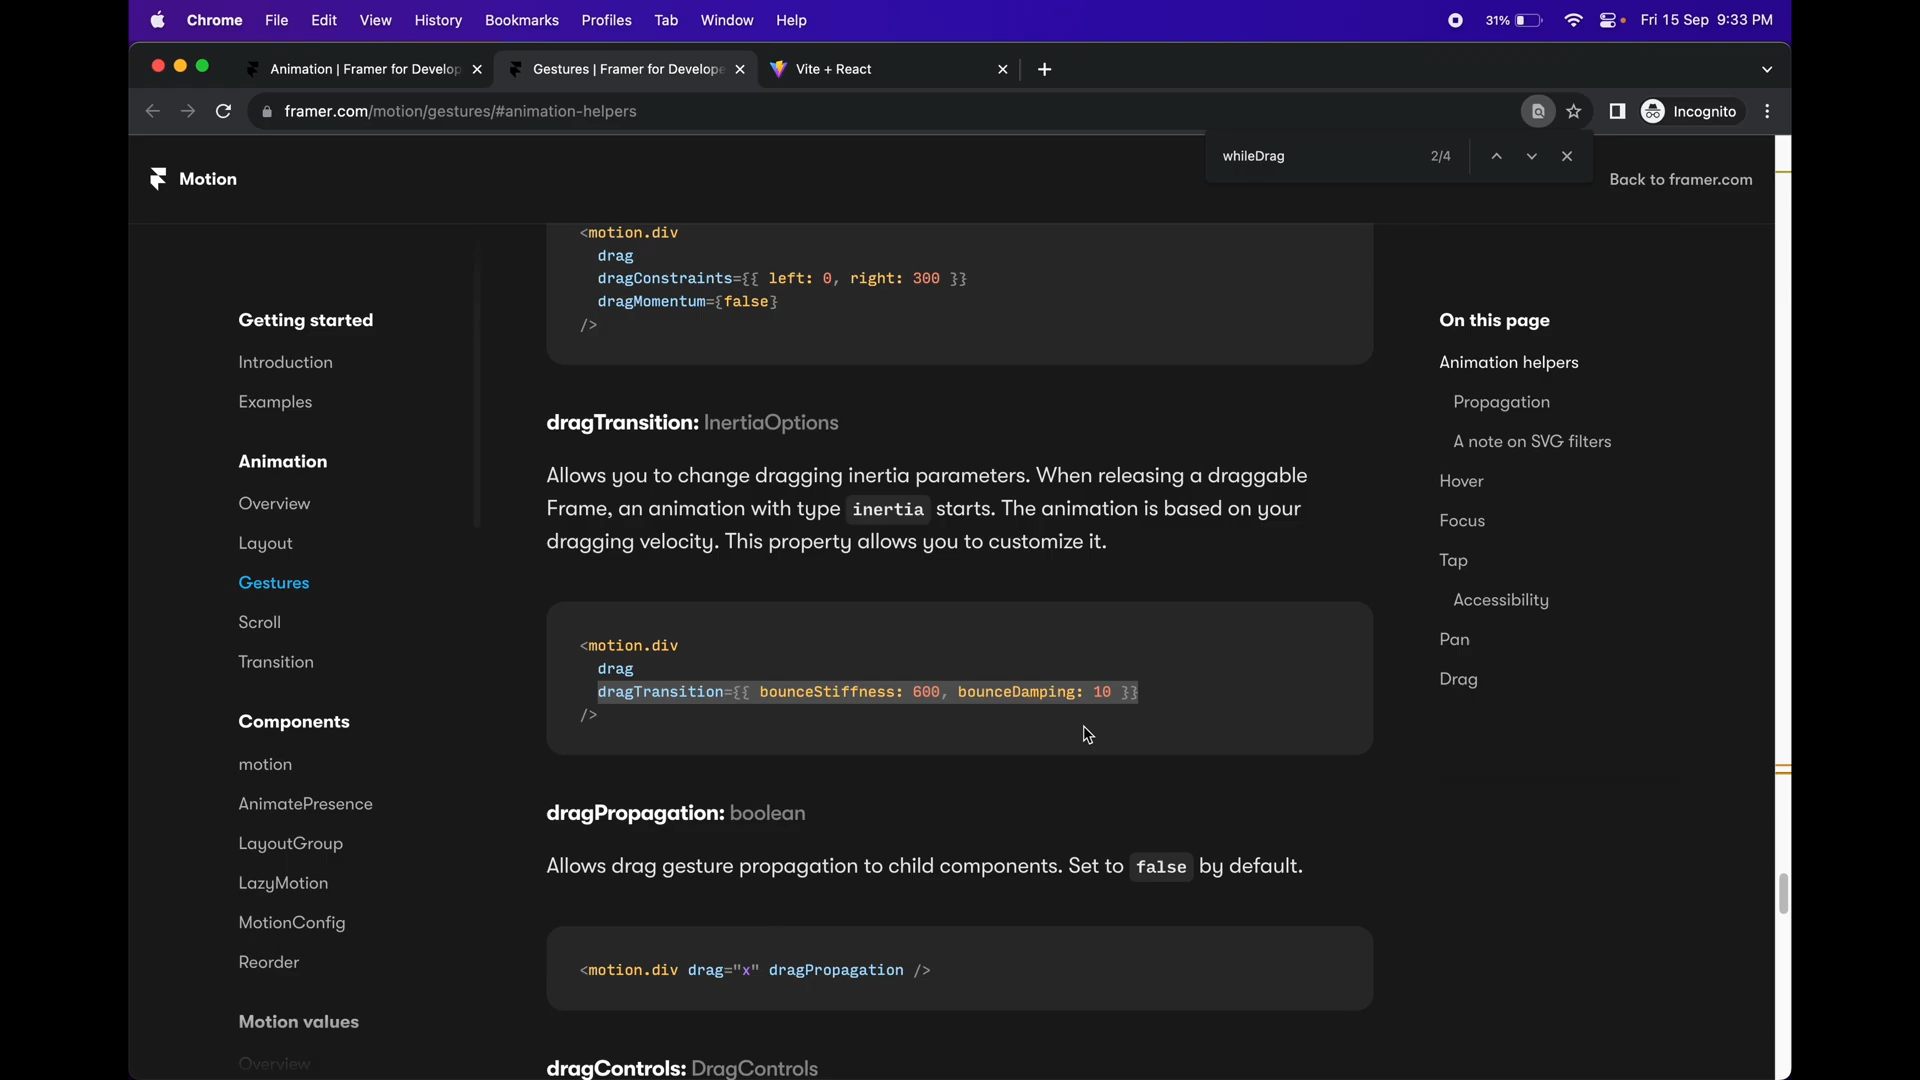 Chrome File Edit View History Bookmarks Profiles Tab Window Help 31% Fri 15 Sep 9:33 PM
Animation | Framer for Develop Gestures | Framer for Develope Vite + React
framer.com/motion/gestures/#animation-helpers Incognito
whileDrag 2/4
Motion Back to framer.com
Getting started
Introduction
Examples
Animation
Overview
Layout
Gestures
Scroll
Transition
Components
motion
AnimatePresence
LayoutGroup
LazyMotion
MotionConfig
Reorder
Motion values
Overview
<motion.div
drag
dragConstraints={{ left: 0, right: 300 }}
dragMomentum={false}
/>
dragTransition: InertiaOptions
Allows you to change dragging inertia parameters. When releasing a draggable
Frame, an animation with type inertia starts. The animation is based on your
dragging velocity. This property allows you to customize it.
<motion.div
drag
dragTransition={{ bounceStiffness: 600, bounceDamping: 10 }}
/>
dragPropagation: boolean
Allows drag gesture propagation to child components. Set to false by default.
<motion.div drag="x" dragPropagation />
dragControls: DragControls
On this page
Animation helpers
Propagation
A note on SVG filters
Hover
Focus
Tap
Accessibility
Pan
Drag